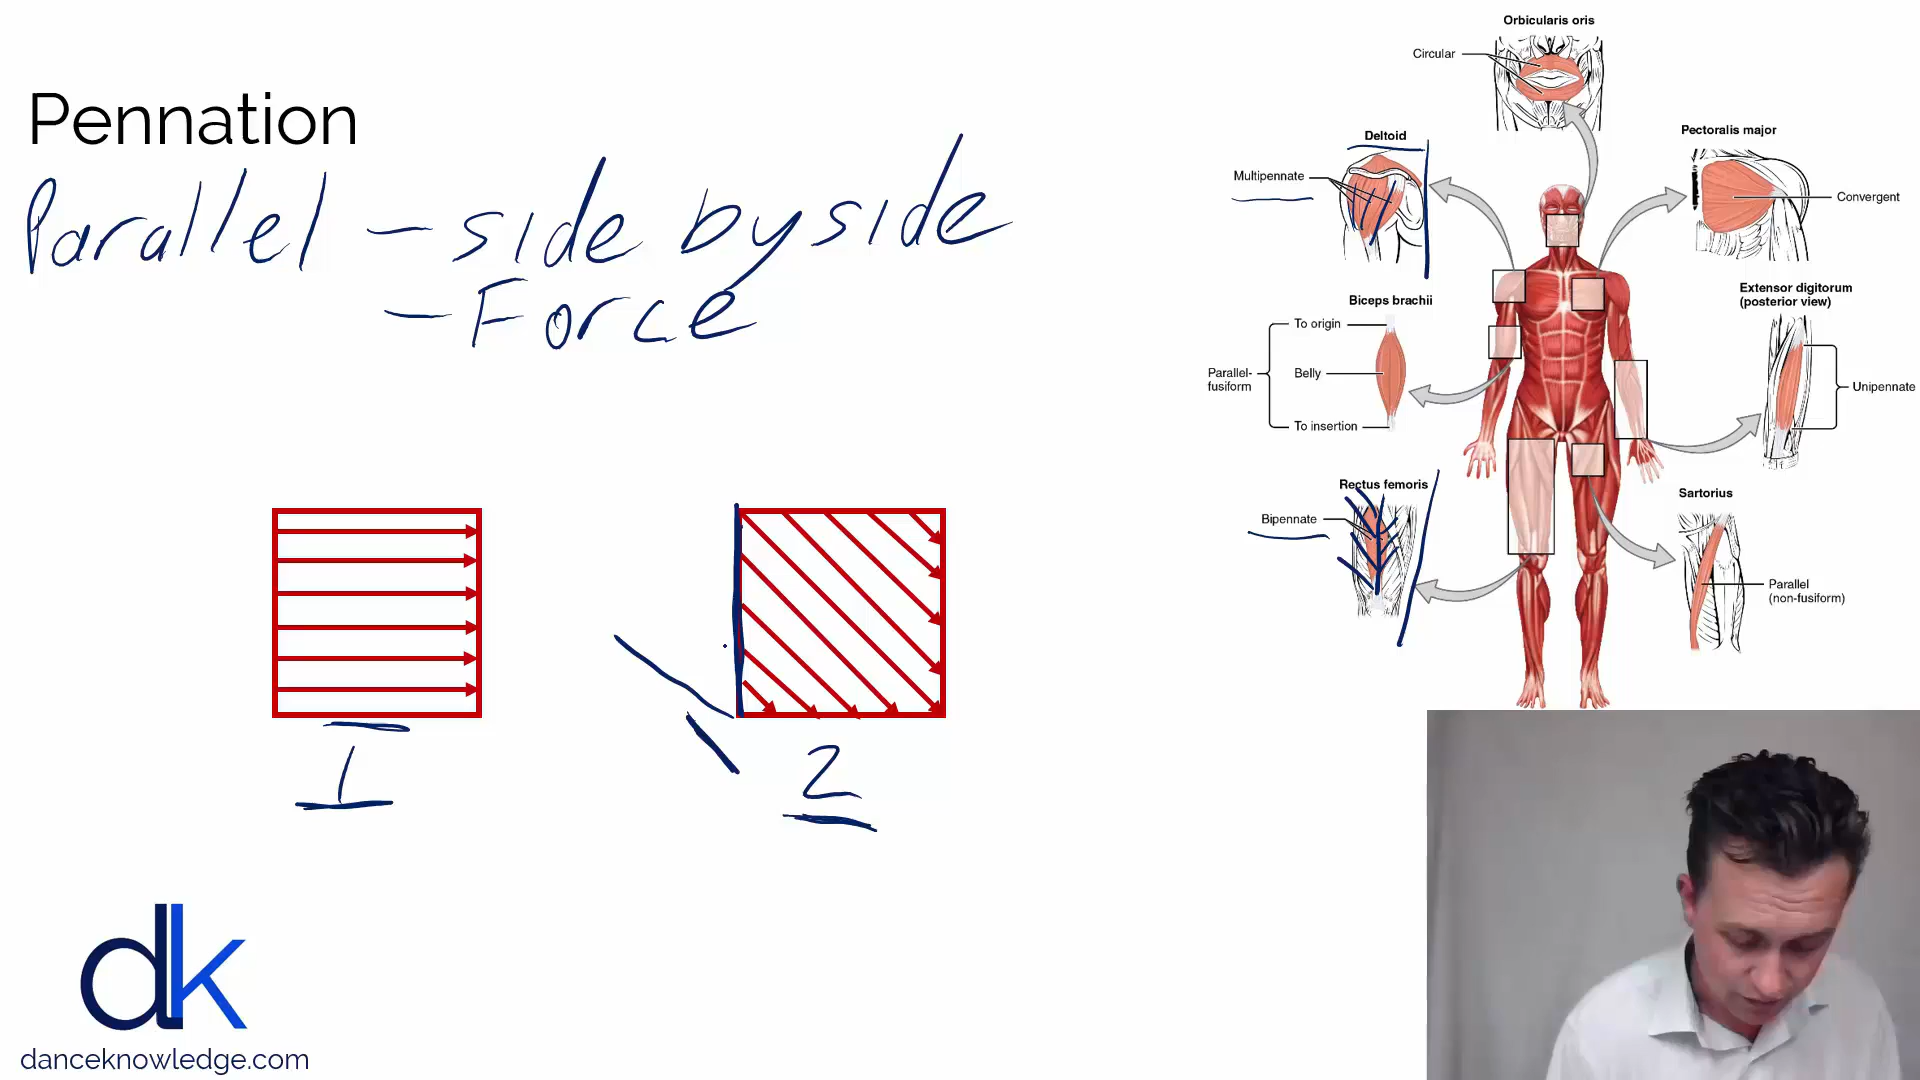 Pennation
Parallel - side by side
- Force
1
2
dk
danceknowledge.com
Orbicularis oris
Circular
Deltoid
Multipennate
Pectoralis major
Convergent
Biceps brachii
To origin
Parallel-
fusiform
Belly
To insertion
Extensor digitorum
(posterior view)
Unipennate
Rectus femoris
Bipennate
Sartorius
Parallel
(non-fusiform)